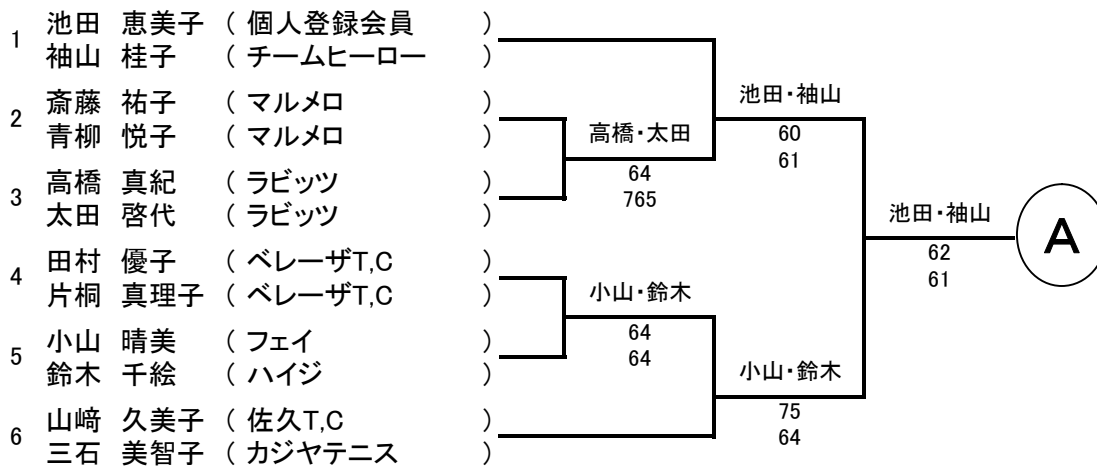 1 池田 恵美子 ( 個人登録会員 )
袖山 桂子 ( チームヒーロー )
2 斎藤 祐子 ( マルメロ )
青柳 悦子 ( マルメロ )
3 高橋 真紀 ( ラビッツ )
太田 啓代 ( ラビッツ )
4 田村 優子 ( ベレーザT,C )
片桐 真理子 ( ベレーザT,C )
5 小山 晴美 ( フェイ )
鈴木 千絵 ( ハイジ )
6 山﨑 久美子 ( 佐久T,C )
三石 美智子 ( カジヤテニス )
高橋・太田
64
765
小山・鈴木
64
64
池田・袖山
60
61
小山・鈴木
75
64
池田・袖山
62
61
A